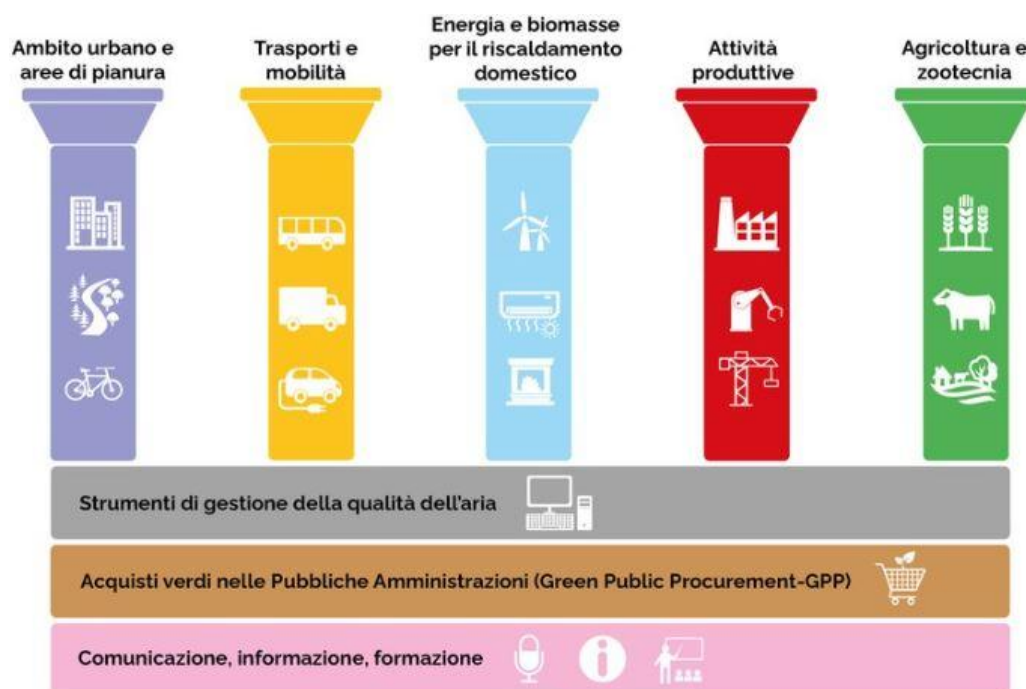 Ambito urbano e
aree di pianura
Trasporti e
mobilità
Energia e biomasse
per il riscaldamento
domestico
Attività
produttive
Agricoltura e
zootecnia
Strumenti di gestione della qualità dell'aria
Acquisti verdi nelle Pubbliche Amministrazioni (Green Public Procurement-GPP)
Comunicazione, informazione, formazione